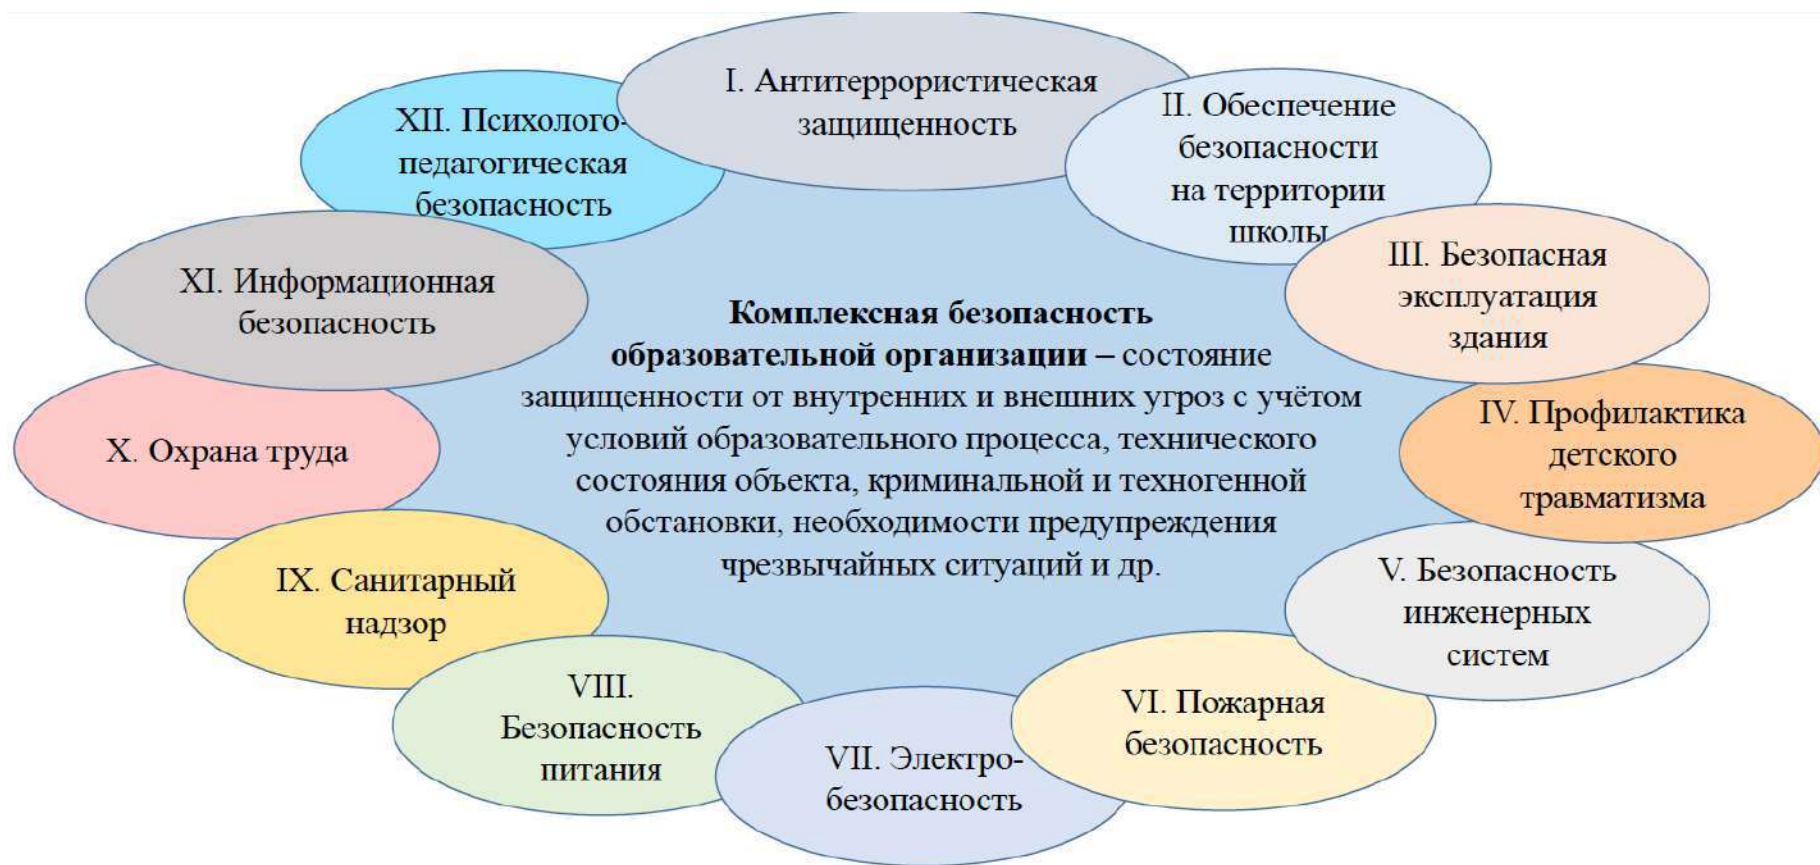 I. Антитеррористическая
защищенность
II. Обеспечение
безопасности
на территории
школы
III. Безопасная
эксплуатация
здания
IV. Профилактика
детского
травматизма
V. Безопасность
инженерных
систем
VI. Пожарная
безопасность
VII. Электро-
безопасность
VIII.
Безопасность
питания
IX. Санитарный
надзор
X. Охрана труда
XI. Информационная
безопасность
XII. Психолого-
педагогическая
безопасность
Комплексная безопасность
образовательной организации – состояние
защищенности от внутренних и внешних угроз с учётом
условий образовательного процесса, технического
состояния объекта, криминальной и техногенной
обстановки, необходимости предупреждения
чрезвычайных ситуаций и др.